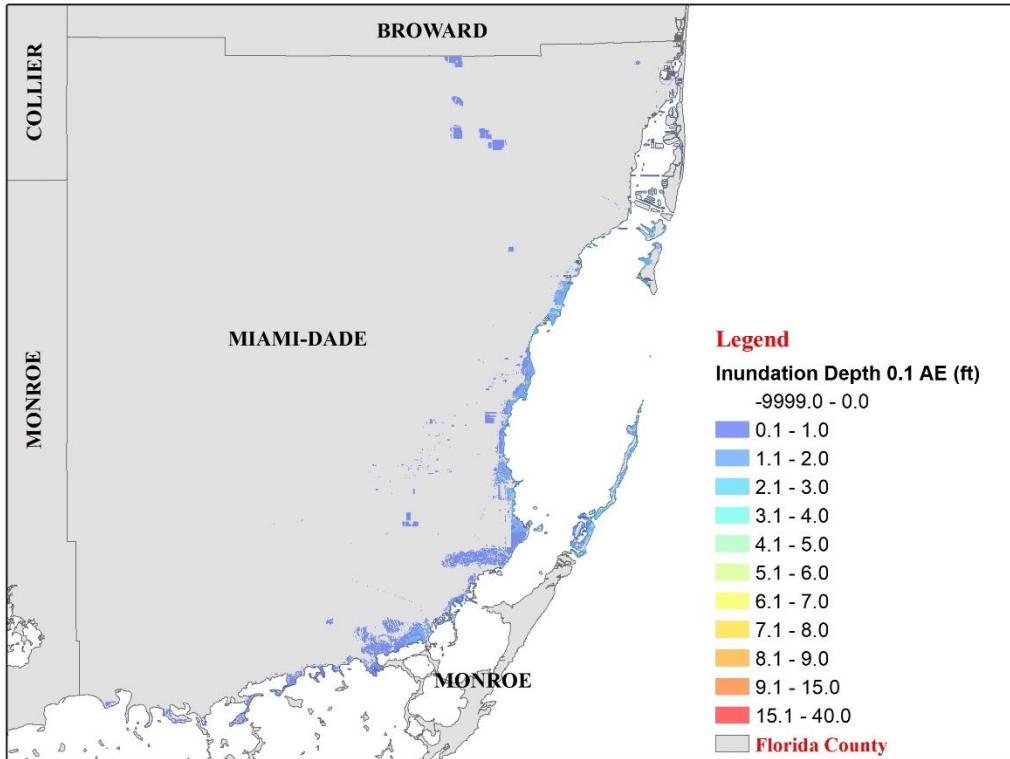 BROWARD
COLLIER
MIAMI-DADE
MONROE
MONROE
Legend
Inundation Depth 0.1 AE (ft)
-9999.0 - 0.0
0.1 - 1.0
1.1 - 2.0
2.1 - 3.0
3.1 - 4.0
4.1 - 5.0
5.1 - 6.0
6.1 - 7.0
7.1 - 8.0
8.1 - 9.0
9.1 - 15.0
15.1 - 40.0
Florida County